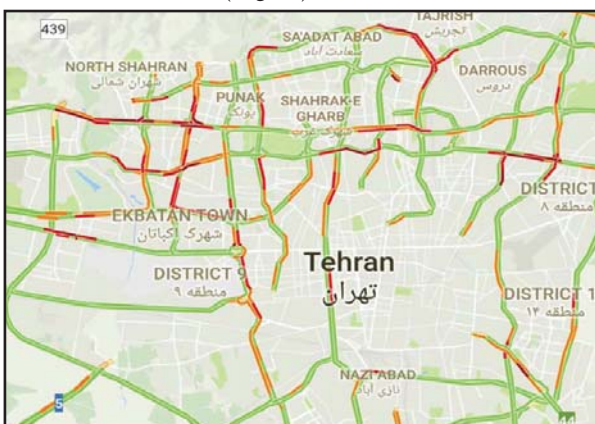 439
TAJRISH
تجریش
SA'ADAT ABAD
سعادت آباد
NORTH SHAHRAN
شهران شمالی
DARROUS
دروس
PUNAK
پونک
SHAHRAK-E
GHARB
شهرک غرب
DISTRICT
منطقه ۸
EKBATAN TOWN
شهرک اکباتان
Tehran
تهران
DISTRICT 9
منطقه ۹
DISTRICT 1
منطقه ۱۴
NAZI ABAD
نازی آباد
5
44